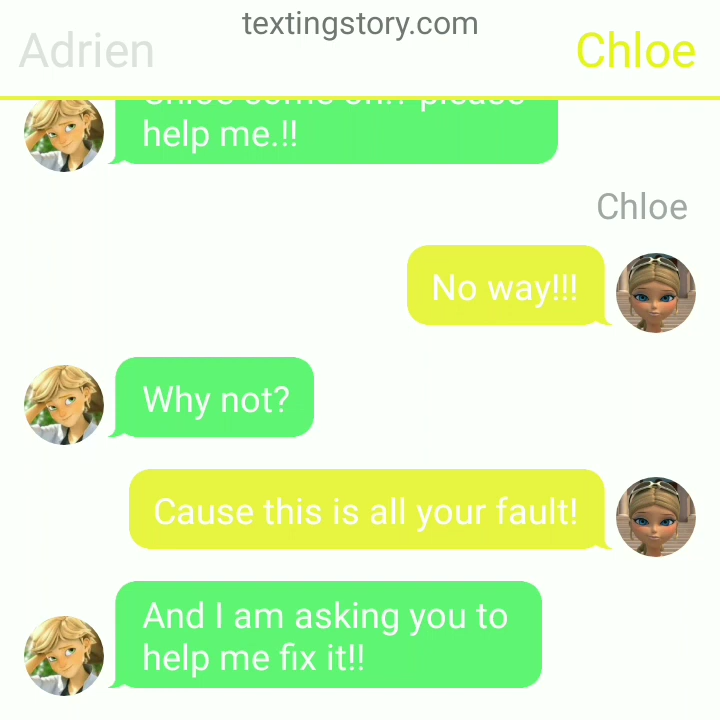 textingstory.com
Adrien
Chloe
help me.!!
Chloe
No way!!!
Why not?
Cause this is all your fault!
And I am asking you to
help me fix it!!